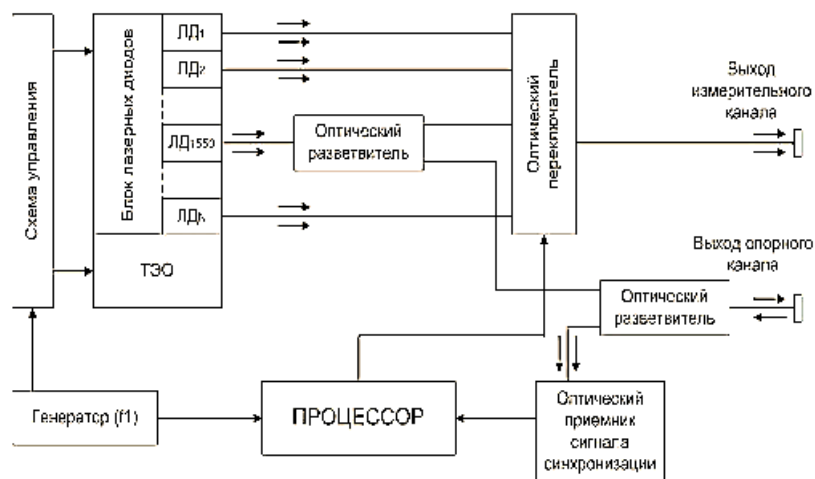 Схема управления
Блок лазерных диодов
ЛД1
ЛД2
ЛД1550
ЛДN
ТЭО
Оптический
разветвитель
Оптический
переключатель
Выход
измерительного
канала
Выход опорного
канала
Оптический
разветвитель
Генератор (f1)
ПРОЦЕССОР
Оптический
приемник
сигнала
синхронизации